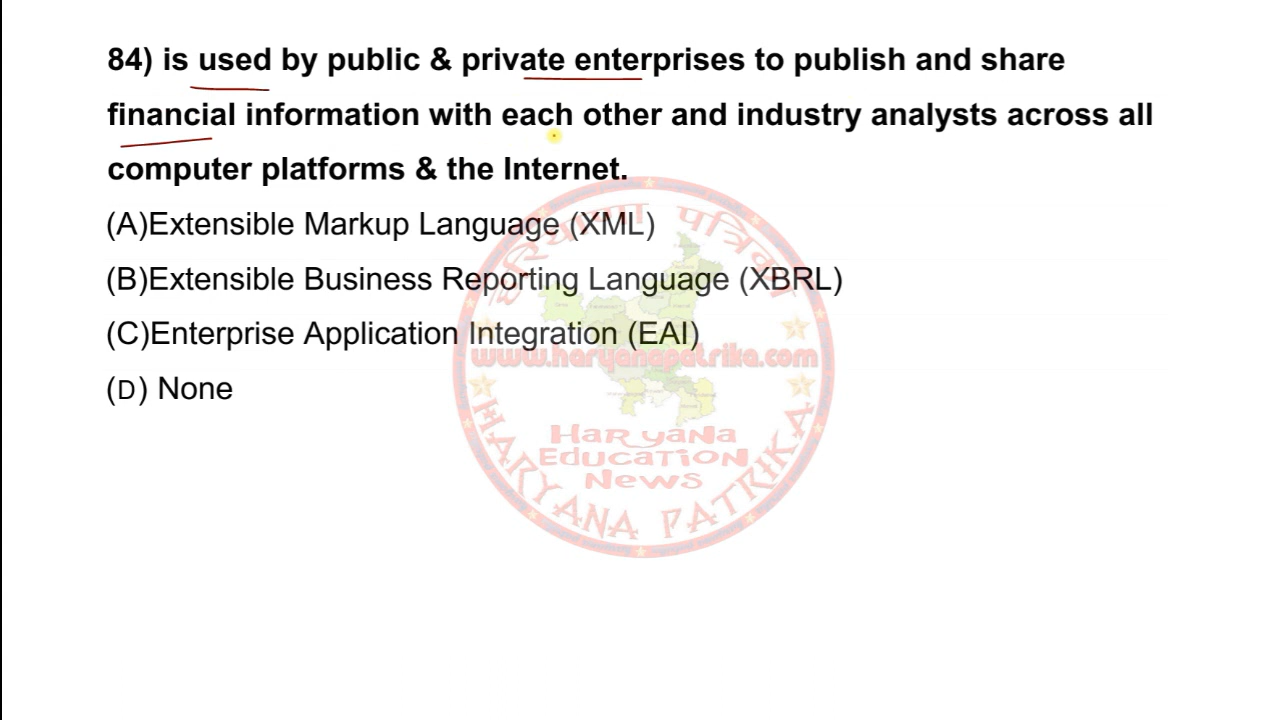 84) is used by public & private enterprises to publish and share
financial information with each other and industry analysts across all
computer platforms & the Internet.
(A)Extensible Markup Language (XML)
(B)Extensible Business Reporting Language (XBRL)
(C)Enterprise Application Integration (EAI)
(D) None
हरियाणा पत्रिका
www.haryanapatrika.com
Haryana
Education
News
HARYANA PATRIKA